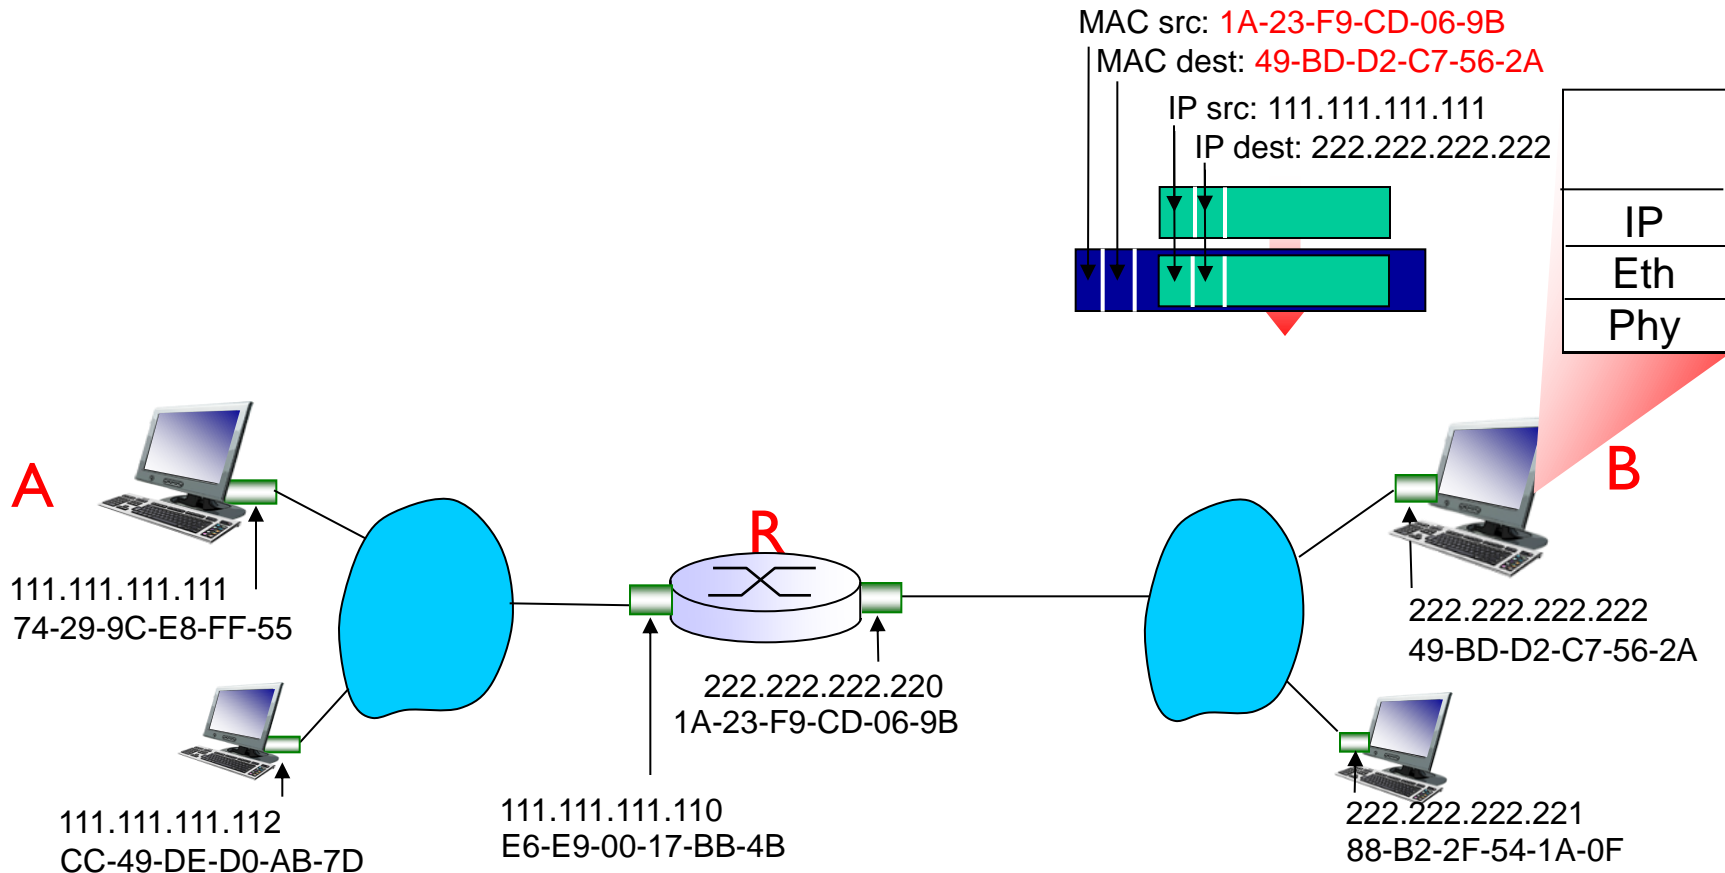 MAC src: 1A-23-F9-CD-06-9B
MAC dest: 49-BD-D2-C7-56-2A
IP src: 111.111.111.111
IP dest: 222.222.222.222
IP
Eth
Phy
A
B
R
111.111.111.111
74-29-9C-E8-FF-55
222.222.222.222
49-BD-D2-C7-56-2A
222.222.222.220
1A-23-F9-CD-06-9B
111.111.111.112
CC-49-DE-D0-AB-7D
111.111.111.110
E6-E9-00-17-BB-4B
222.222.222.221
88-B2-2F-54-1A-0F